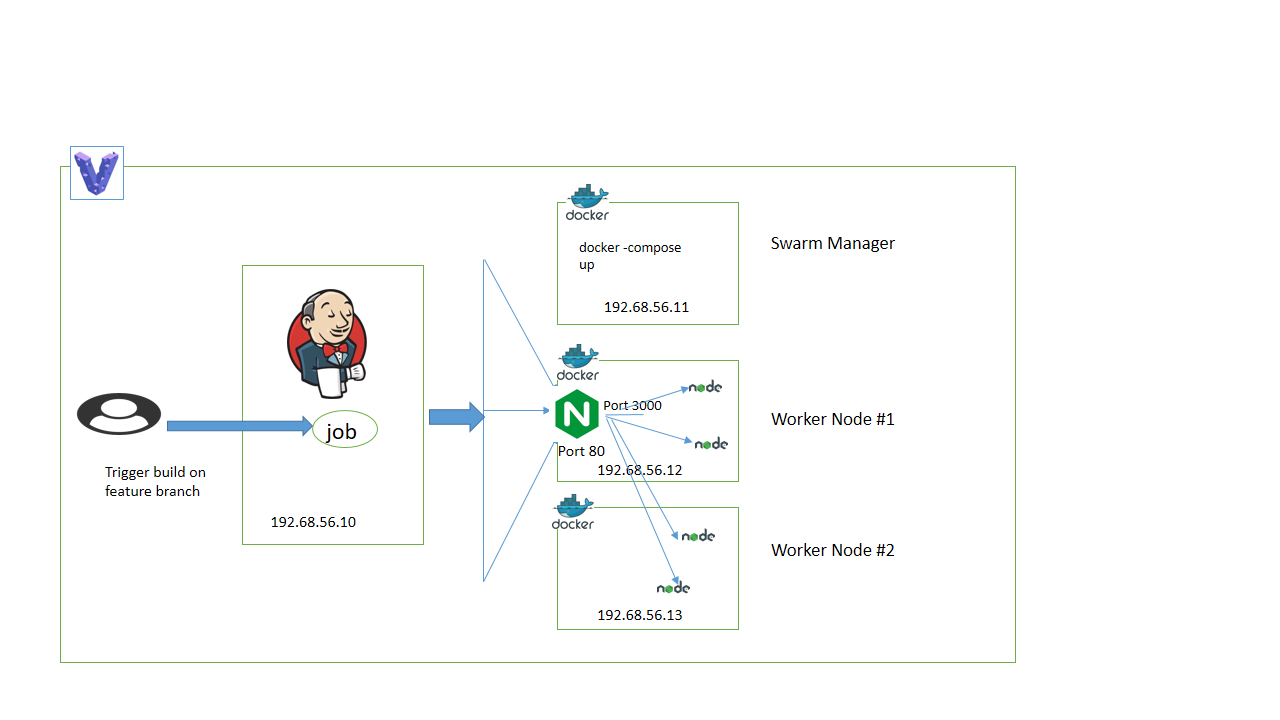 docker
docker -compose
up
192.68.56.11
Swarm Manager
job
Trigger build on
feature branch
192.68.56.10
docker
node
Port 3000
node
Port 80
192.68.56.12
Worker Node #1
docker
node
node
192.68.56.13
Worker Node #2